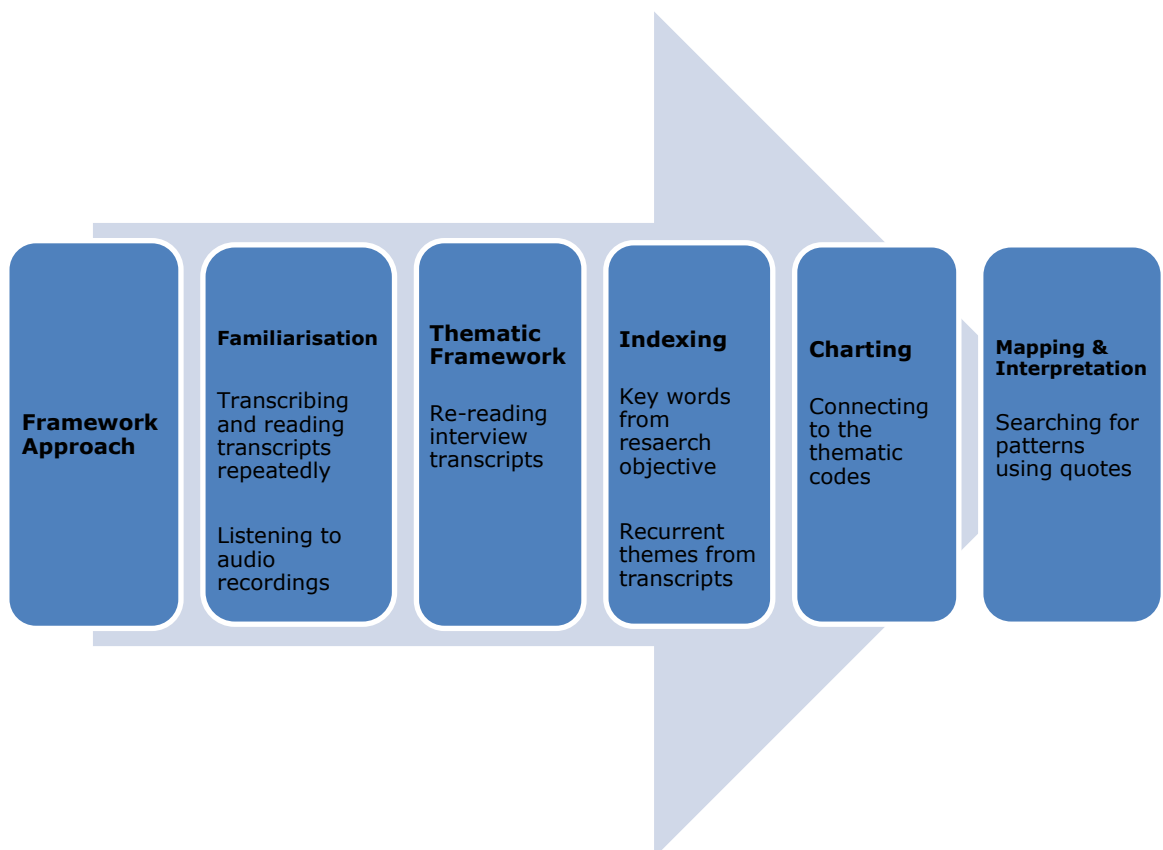 Framework
Approach
Familiarisation
Transcribing
and reading
transcripts
repeatedly
Listening to
audio
recordings
Thematic
Framework
Re-reading
interview
transcripts
Indexing
Key words
from
resaerch
objective
Recurrent
themes from
transcripts
Charting
Connecting
to the
thematic
codes
Mapping &
Interpretation
Searching for
patterns
using quotes